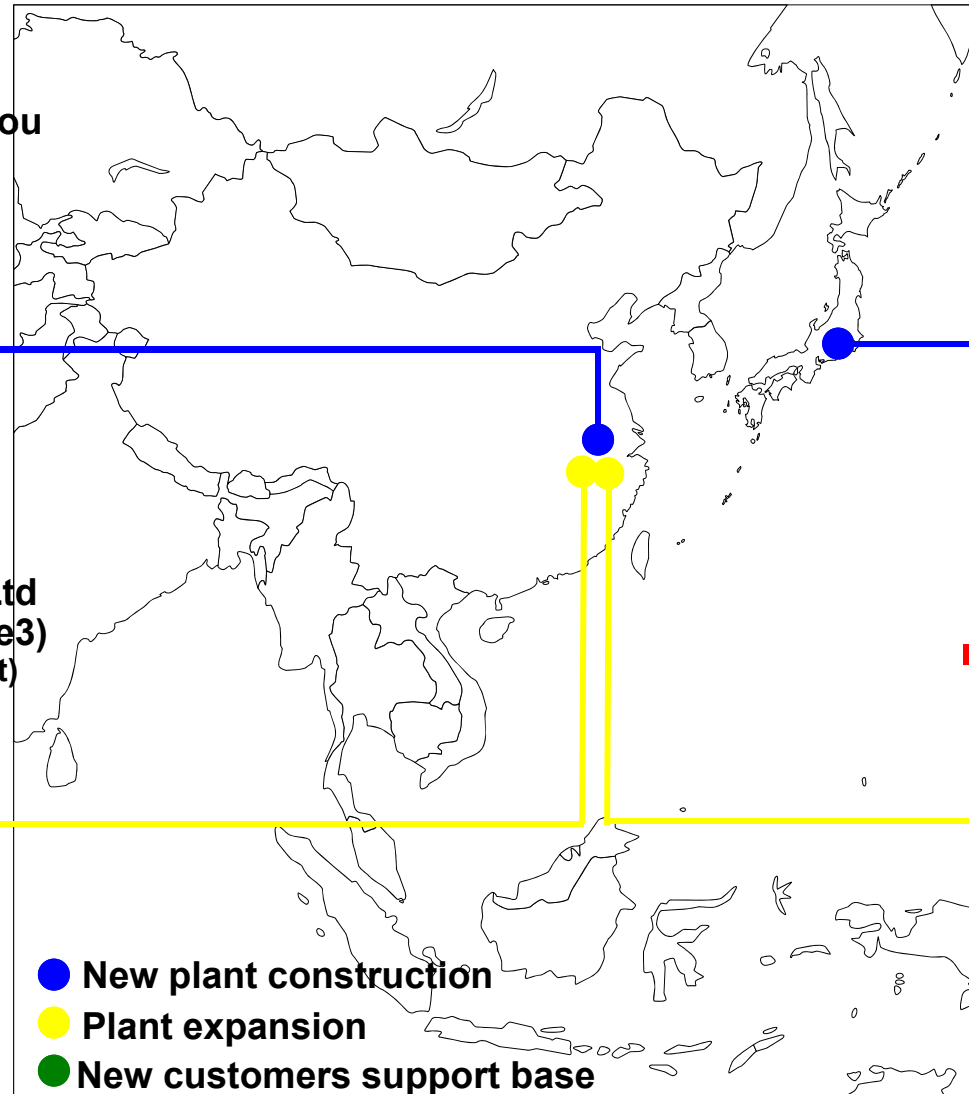 ou
td
e3)
t)
New plant construction
Plant expansion
New customers support base